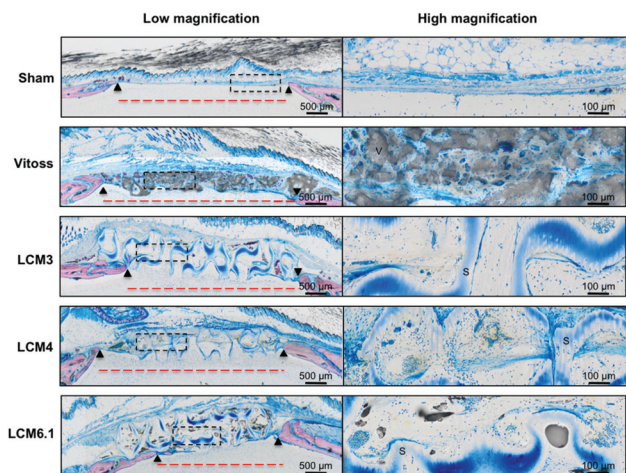 Low magnification High magnification
Sham
500 µm
100 µm
Vitoss
V
500 µm
100 µm
LCM3
S
500 µm
100 µm
LCM4
S
500 µm
100 µm
LCM6.1
S
500 µm
100 µm